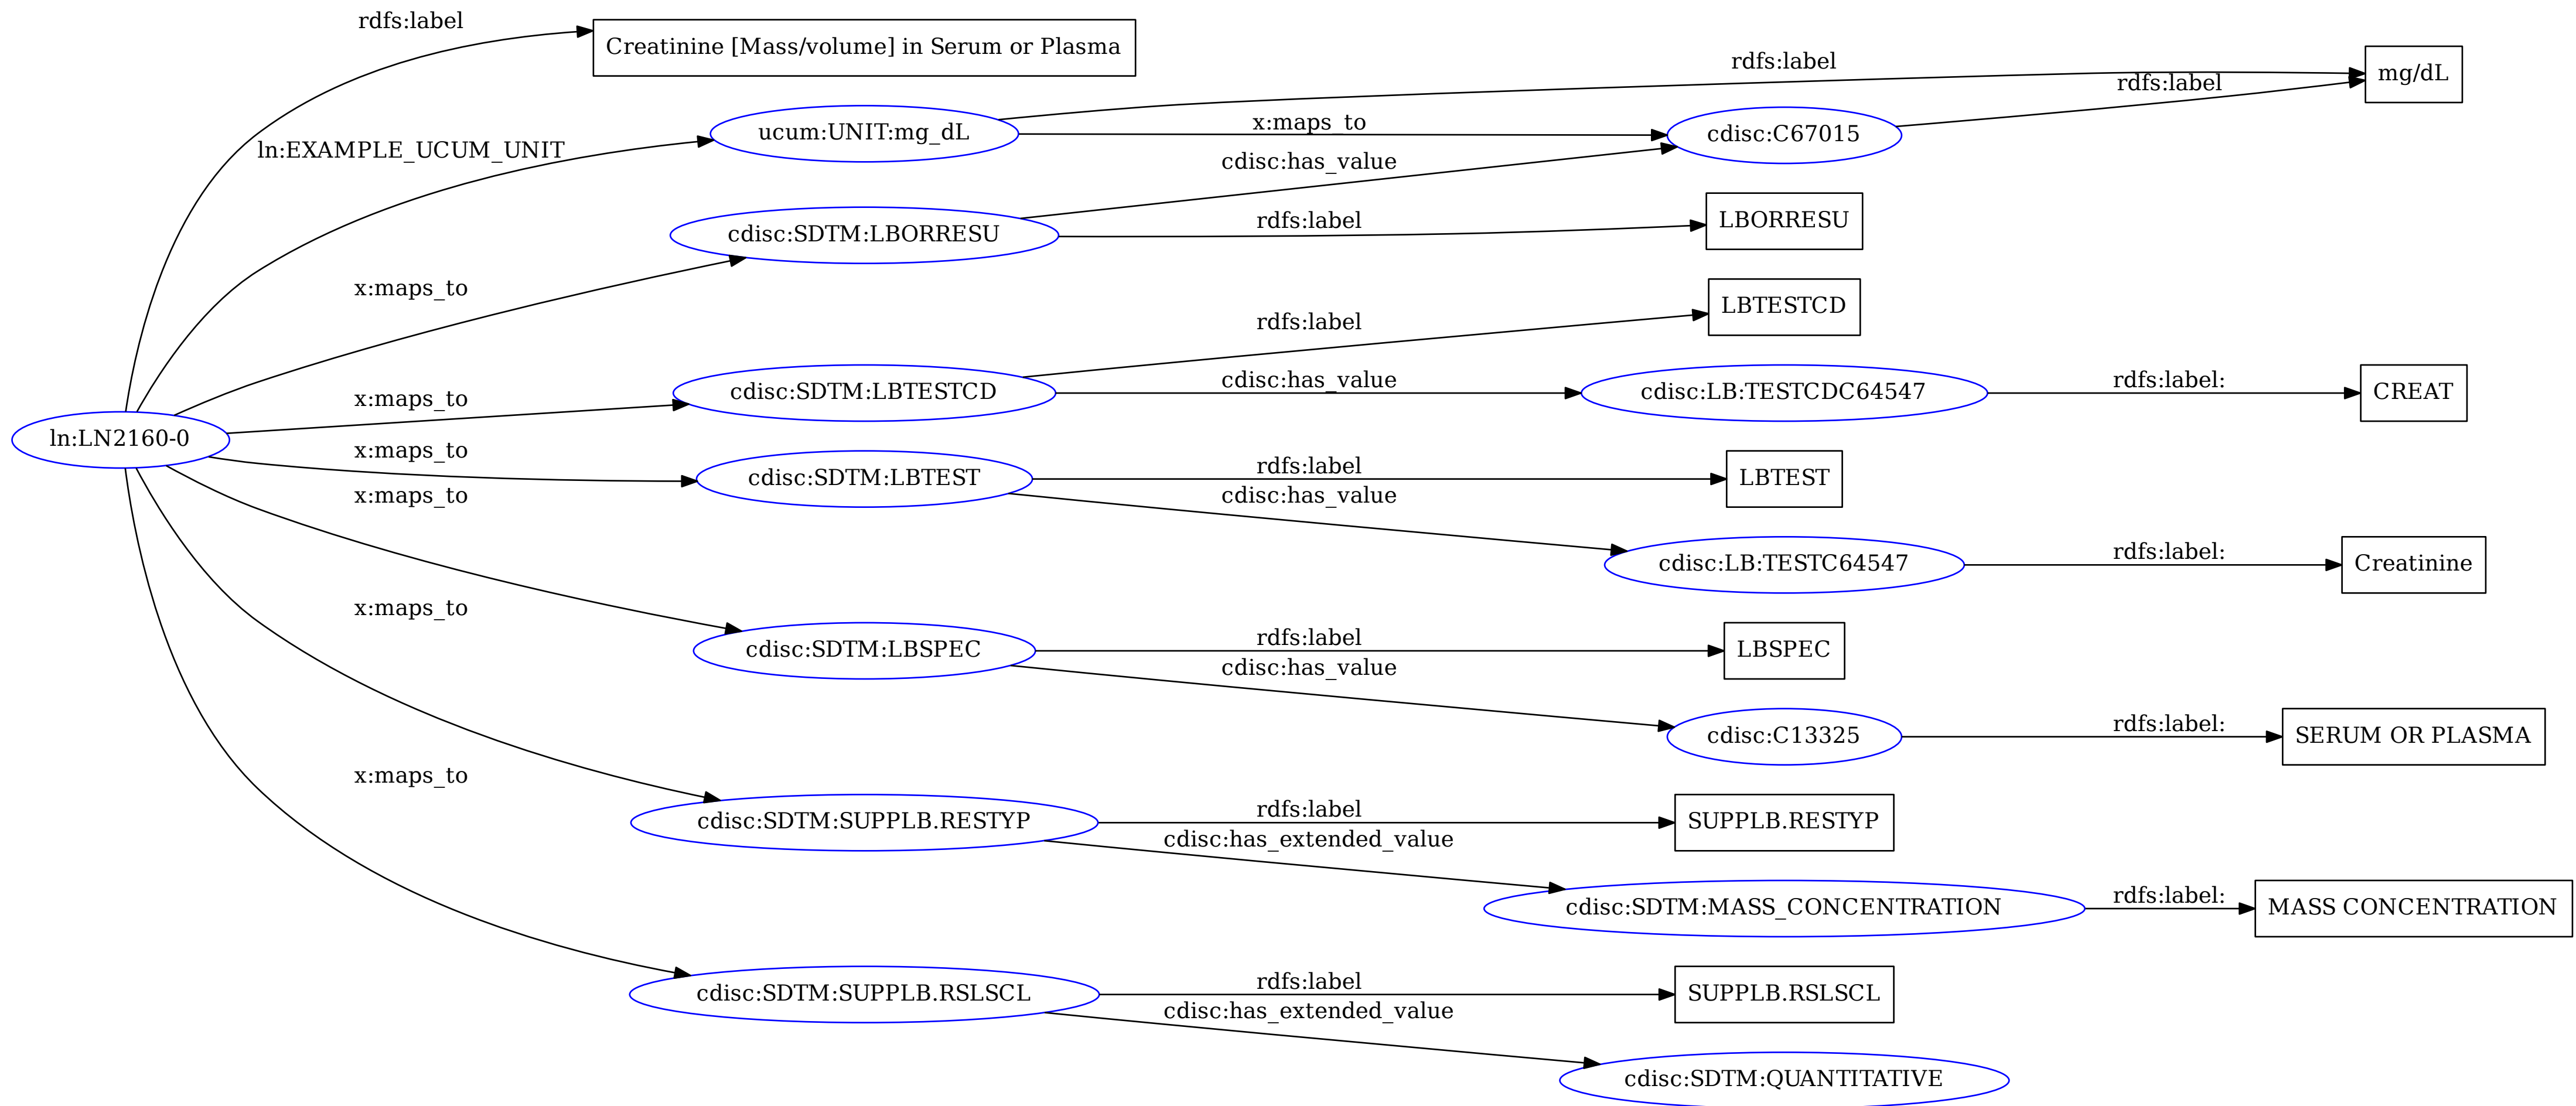 rdfs:label
Creatinine [Mass/volume] in Serum or Plasma
rdfs:label
mg/dL
rdfs:label
ln:EXAMPLE_UCUM_UNIT
ucum:UNIT:mg_dL
x:maps_to
cdisc:C67015
cdisc:has_value
cdisc:SDTM:LBORRESU
rdfs:label
LBORRESU
x:maps_to
rdfs:label
LBTESTCD
x:maps_to
cdisc:SDTM:LBTESTCD
cdisc:has_value
cdisc:LB:TESTCDC64547
rdfs:label:
CREAT
ln:LN2160-0
x:maps_to
cdisc:SDTM:LBTEST
rdfs:label
LBTEST
x:maps_to
cdisc:has_value
cdisc:LB:TESTC64547
rdfs:label:
Creatinine
x:maps_to
cdisc:SDTM:LBSPEC
rdfs:label
LBSPEC
cdisc:has_value
cdisc:C13325
rdfs:label:
SERUM OR PLASMA
x:maps_to
cdisc:SDTM:SUPPLB.RESTYP
rdfs:label
SUPPLB.RESTYP
cdisc:has_extended_value
cdisc:SDTM:MASS_CONCENTRATION
rdfs:label:
MASS CONCENTRATION
cdisc:SDTM:SUPPLB.RSLSCL
rdfs:label
SUPPLB.RSLSCL
cdisc:has_extended_value
cdisc:SDTM:QUANTITATIVE